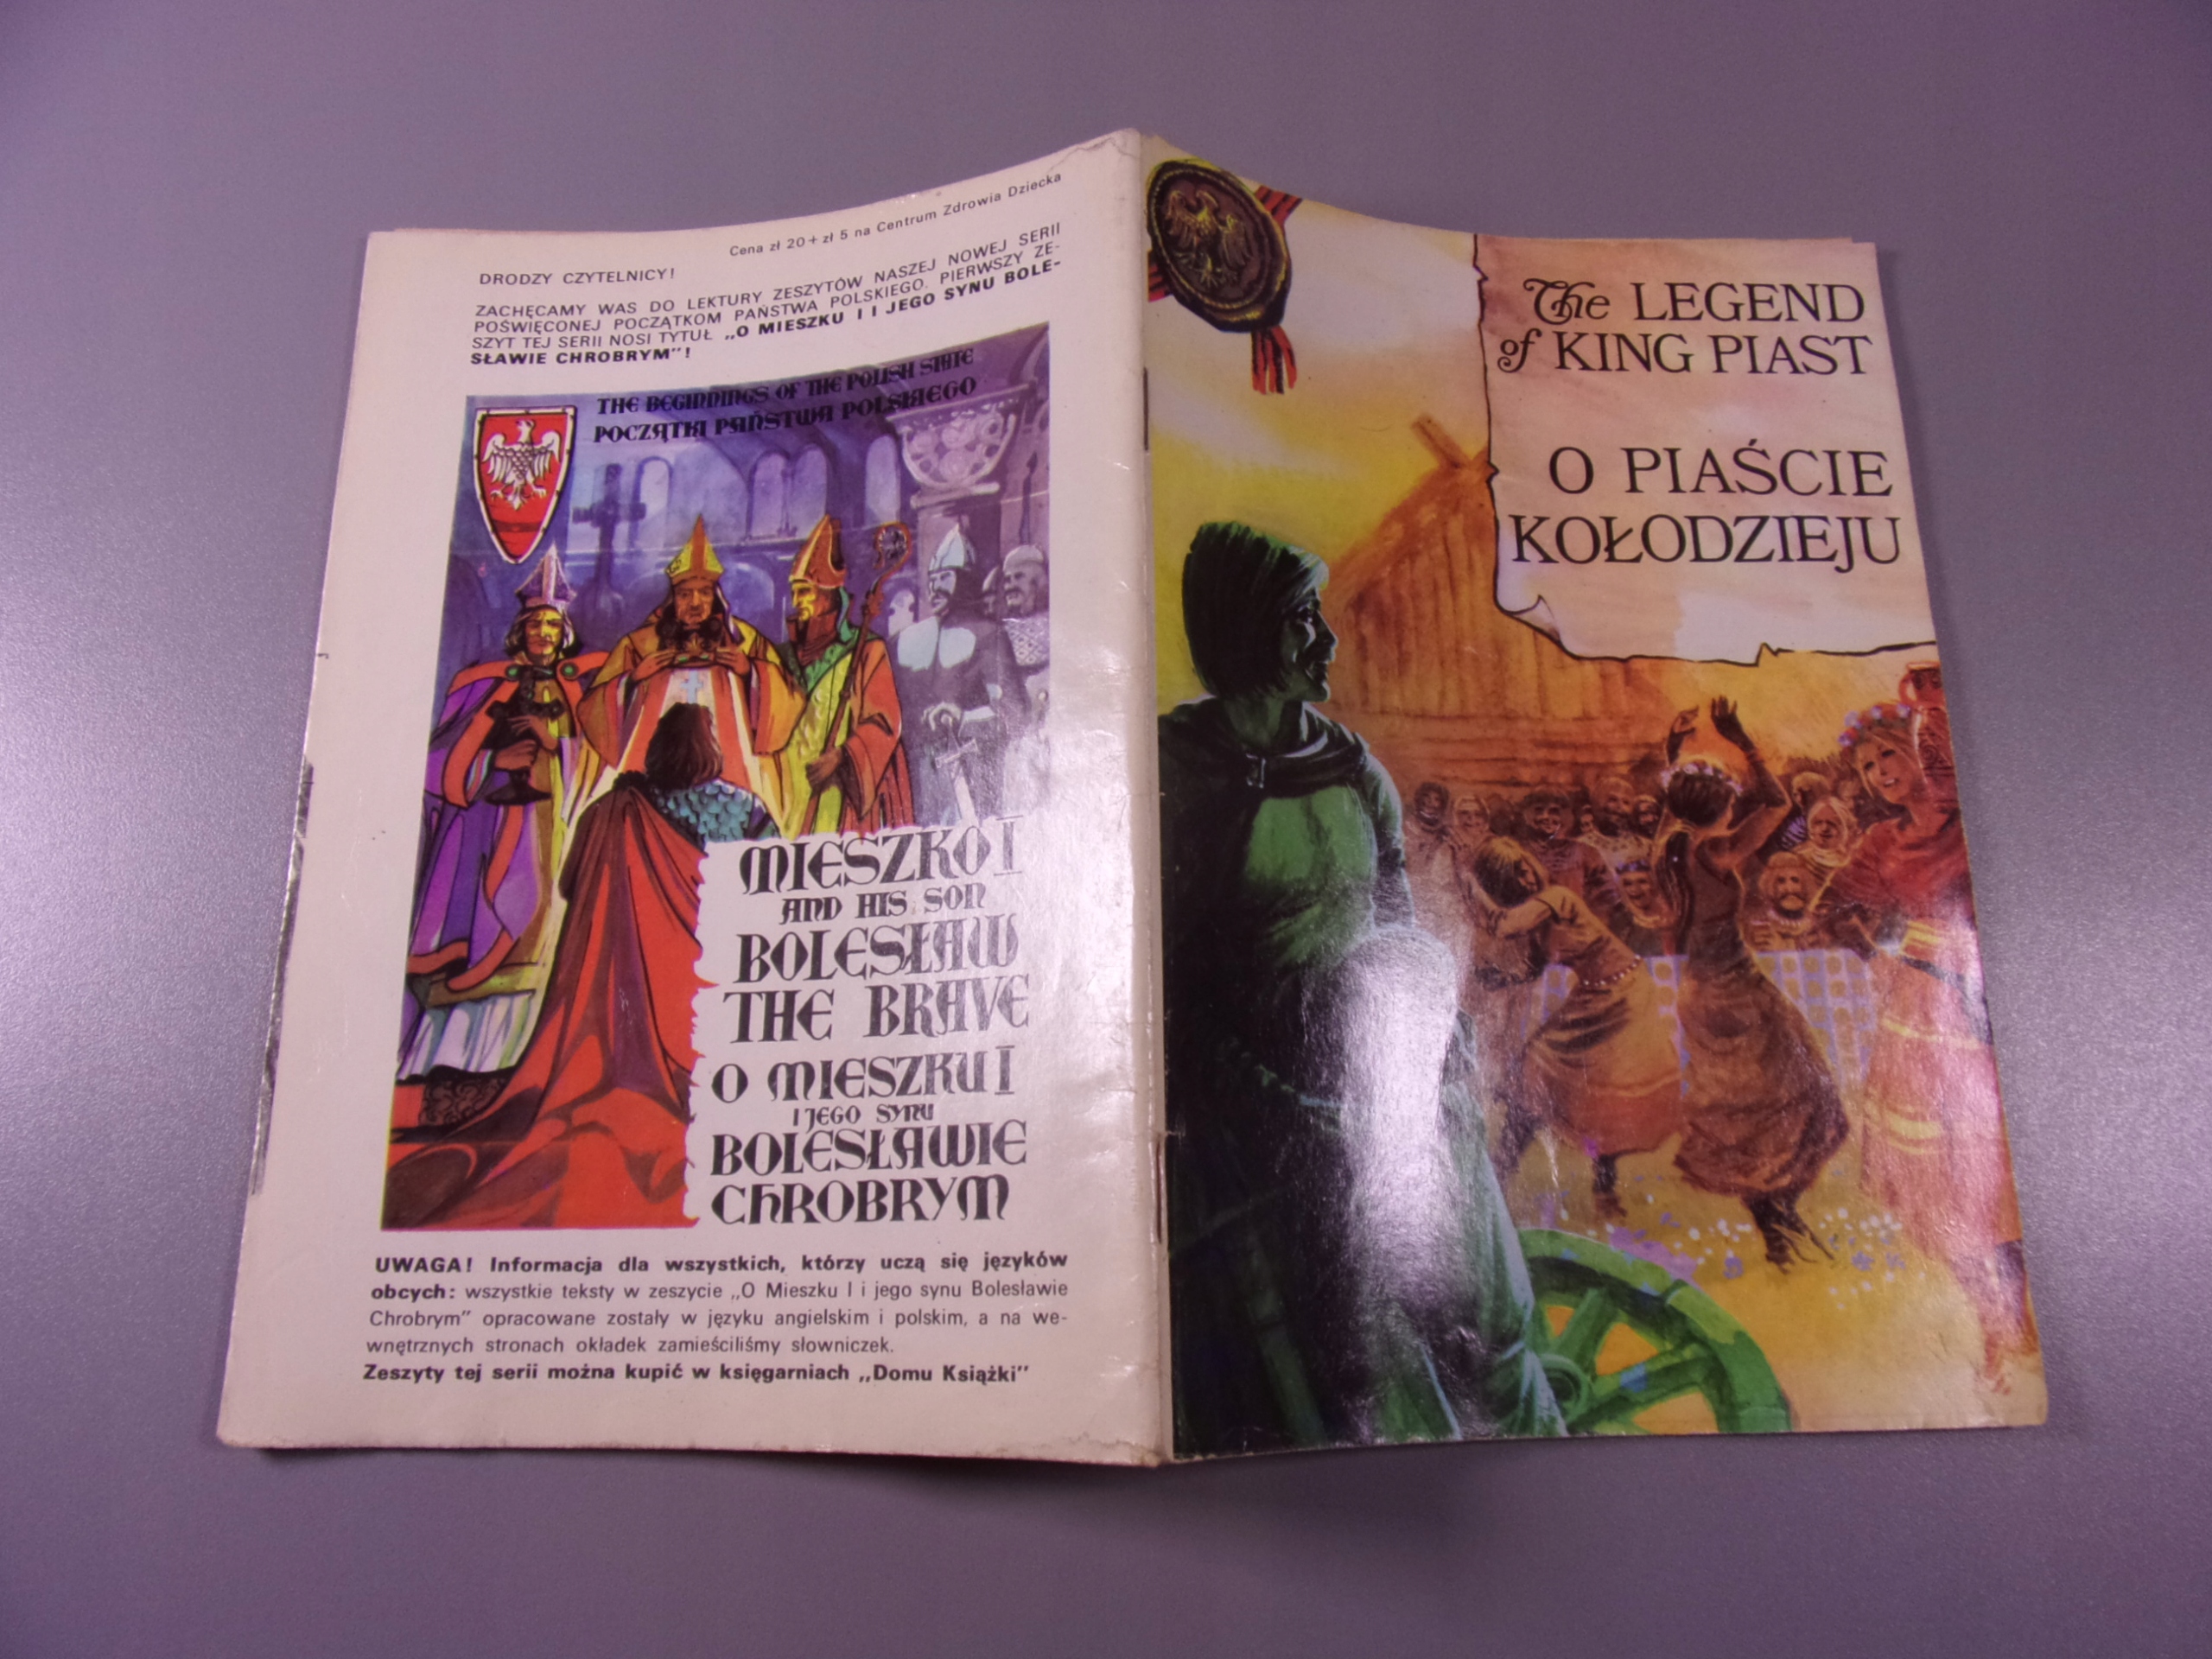 Cena zł 20 + zł 5 na Centrum Zdrowia Dziecka
DRODZY CZYTELNICY!
ZACHĘCAMY WAS DO LEKTURY ZESZYTÓW NASZEJ NOWEJ SERII
POŚWIĘCONEJ POCZĄTKOM PAŃSTWA POLSKIEGO. PIERWSZY ZE-
SZYT TEJ SERII NOSI TYTUŁ „O MIESZKU I I JEGO SYNU BOLE-
SŁAWIE CHROBRYM"!
THE BEGINNINGS OF THE POLISH STATE
POCZĄTKI PAŃSTWA POLSKIEGO
MIESZKO I
AND HIS SON
BOLESŁAW
THE BRAVE
O MIESZKU I
I JEGO SYNU
BOLESŁAWIE
CHROBRYM
UWAGA! Informacja dla wszystkich, którzy uczą się języków
obcych: wszystkie teksty w zeszycie „O Mieszku I i jego synu Bolesławie
Chrobrym" opracowane zostały w języku angielskim i polskim, a na we-
wnętrznych stronach okładek zamieściliśmy słowniczek.
Zeszyty tej serii można kupić w księgarniach „Domu Książki"
The LEGEND
of KING PIAST
O PIAŚCIE
KOŁODZIEJU